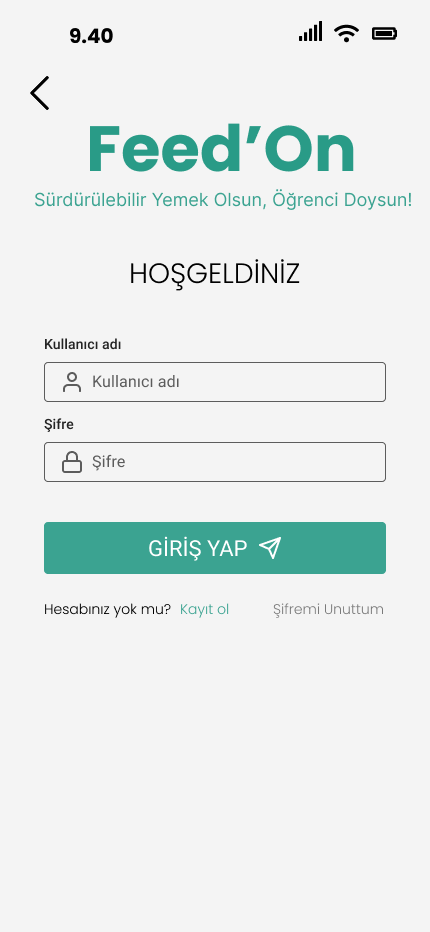 9.40
Feed’On
Sürdürülebilir Yemek Olsun, Öğrenci Doysun!
HOŞGELDİNİZ
Kullanıcı adı
Kullanıcı adı
Şifre
Şifre
GİRİŞ YAP
Hesabınız yok mu? Kayıt ol Şifremi Unuttum